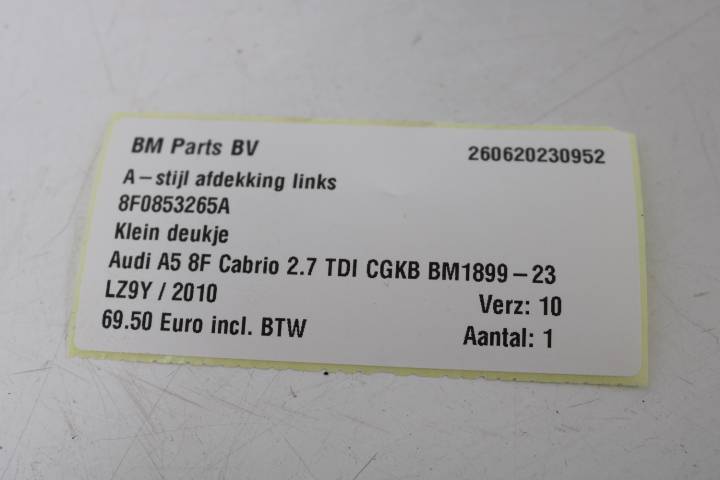 BM Parts BV 260620230952
A-stijl afdekking links
8F0853265A
Klein deukje
Audi A5 8F Cabrio 2.7 TDI CGKB BM1899-23
LZ9Y / 2010 Verz: 10
69.50 Euro incl. BTW Aantal: 1